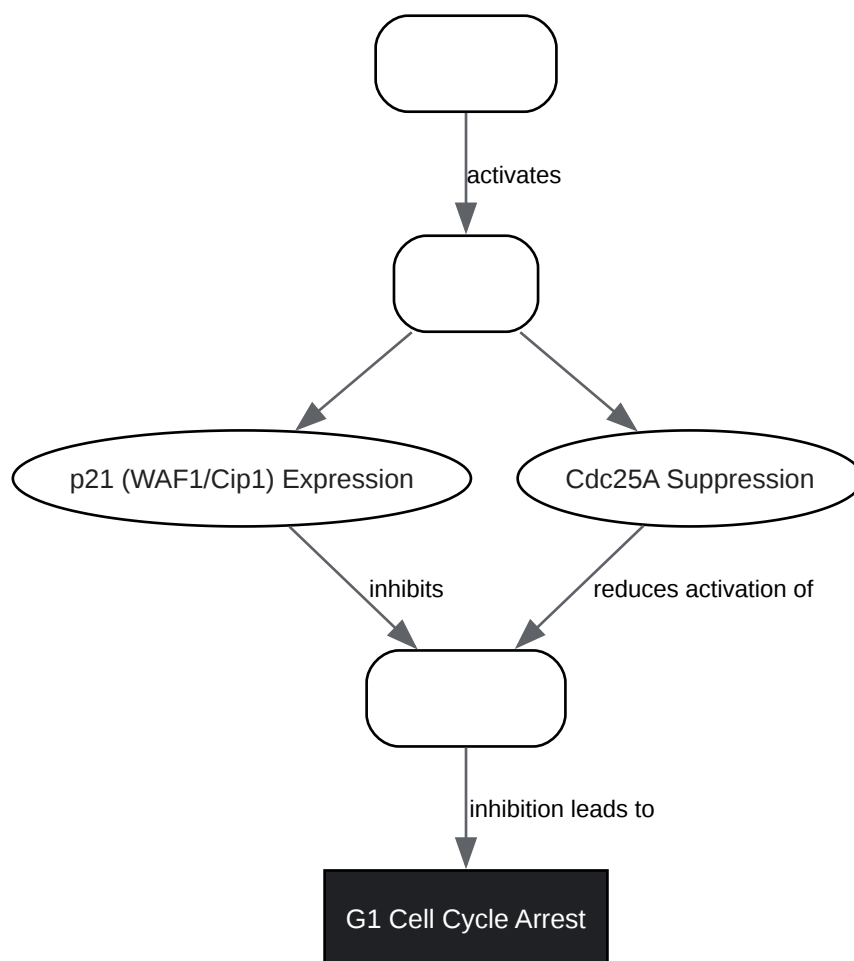 activates
p21 (WAF1/Cip1) Expression
Cdc25A Suppression
inhibits
reduces activation of
inhibition leads to
G1 Cell Cycle Arrest